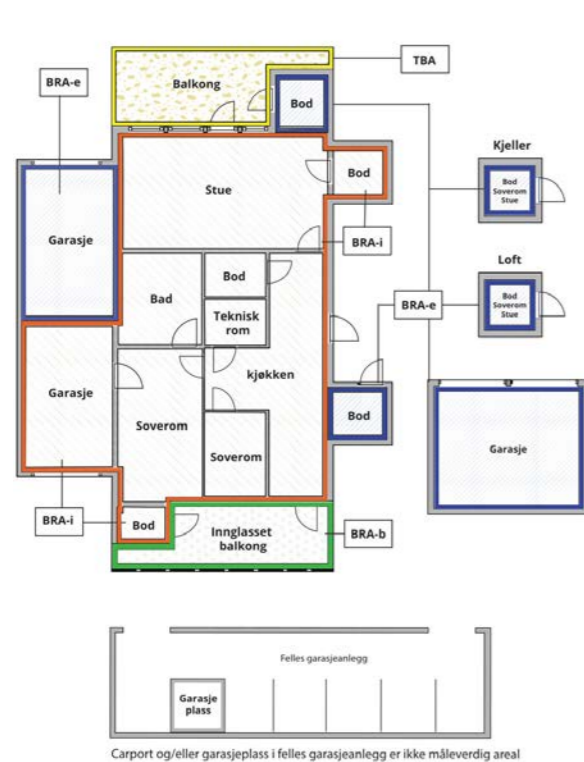 TBA
BRA-e
Balkong
Bod
Kjeller
Bod
Soverom
Stue
Bod
Stue
Garasje
BRA-i
Loft
Bod
Bad
Bod
Soverom
Stue
BRA-e
Teknisk
rom
kjøkken
Garasje
Bod
Soverom
Garasje
Soverom
BRA-i
Bod
Innglasset
balkong
BRA-b
Felles garasjeanlegg
Garasje
plass
Carport og/eller garasjeplass i felles garasjeanlegg er ikke måleverdig areal